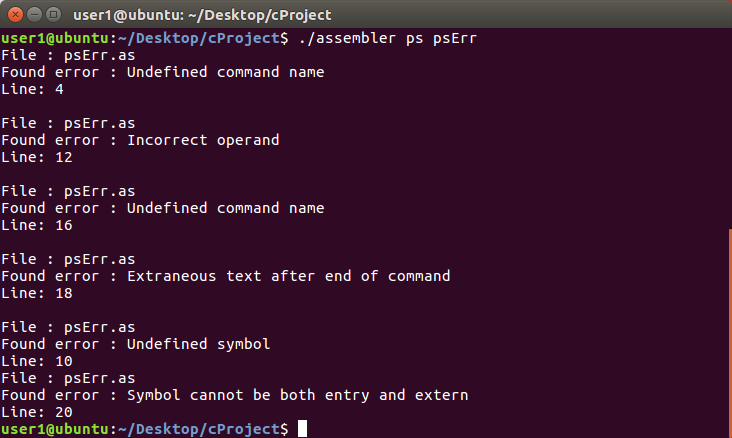 user1@ubuntu: ~/Desktop/cProject
user1@ubuntu:~/Desktop/cProject$ ./assembler ps psErr
File : psErr.as
Found error : Undefined command name
Line: 4
File : psErr.as
Found error : Incorrect operand
Line: 12
File : psErr.as
Found error : Undefined command name
Line: 16
File : psErr.as
Found error : Extraneous text after end of command
Line: 18
File : psErr.as
Found error : Undefined symbol
Line: 10
File : psErr.as
Found error : Symbol cannot be both entry and extern
Line: 20
user1@ubuntu:~/Desktop/cProject$